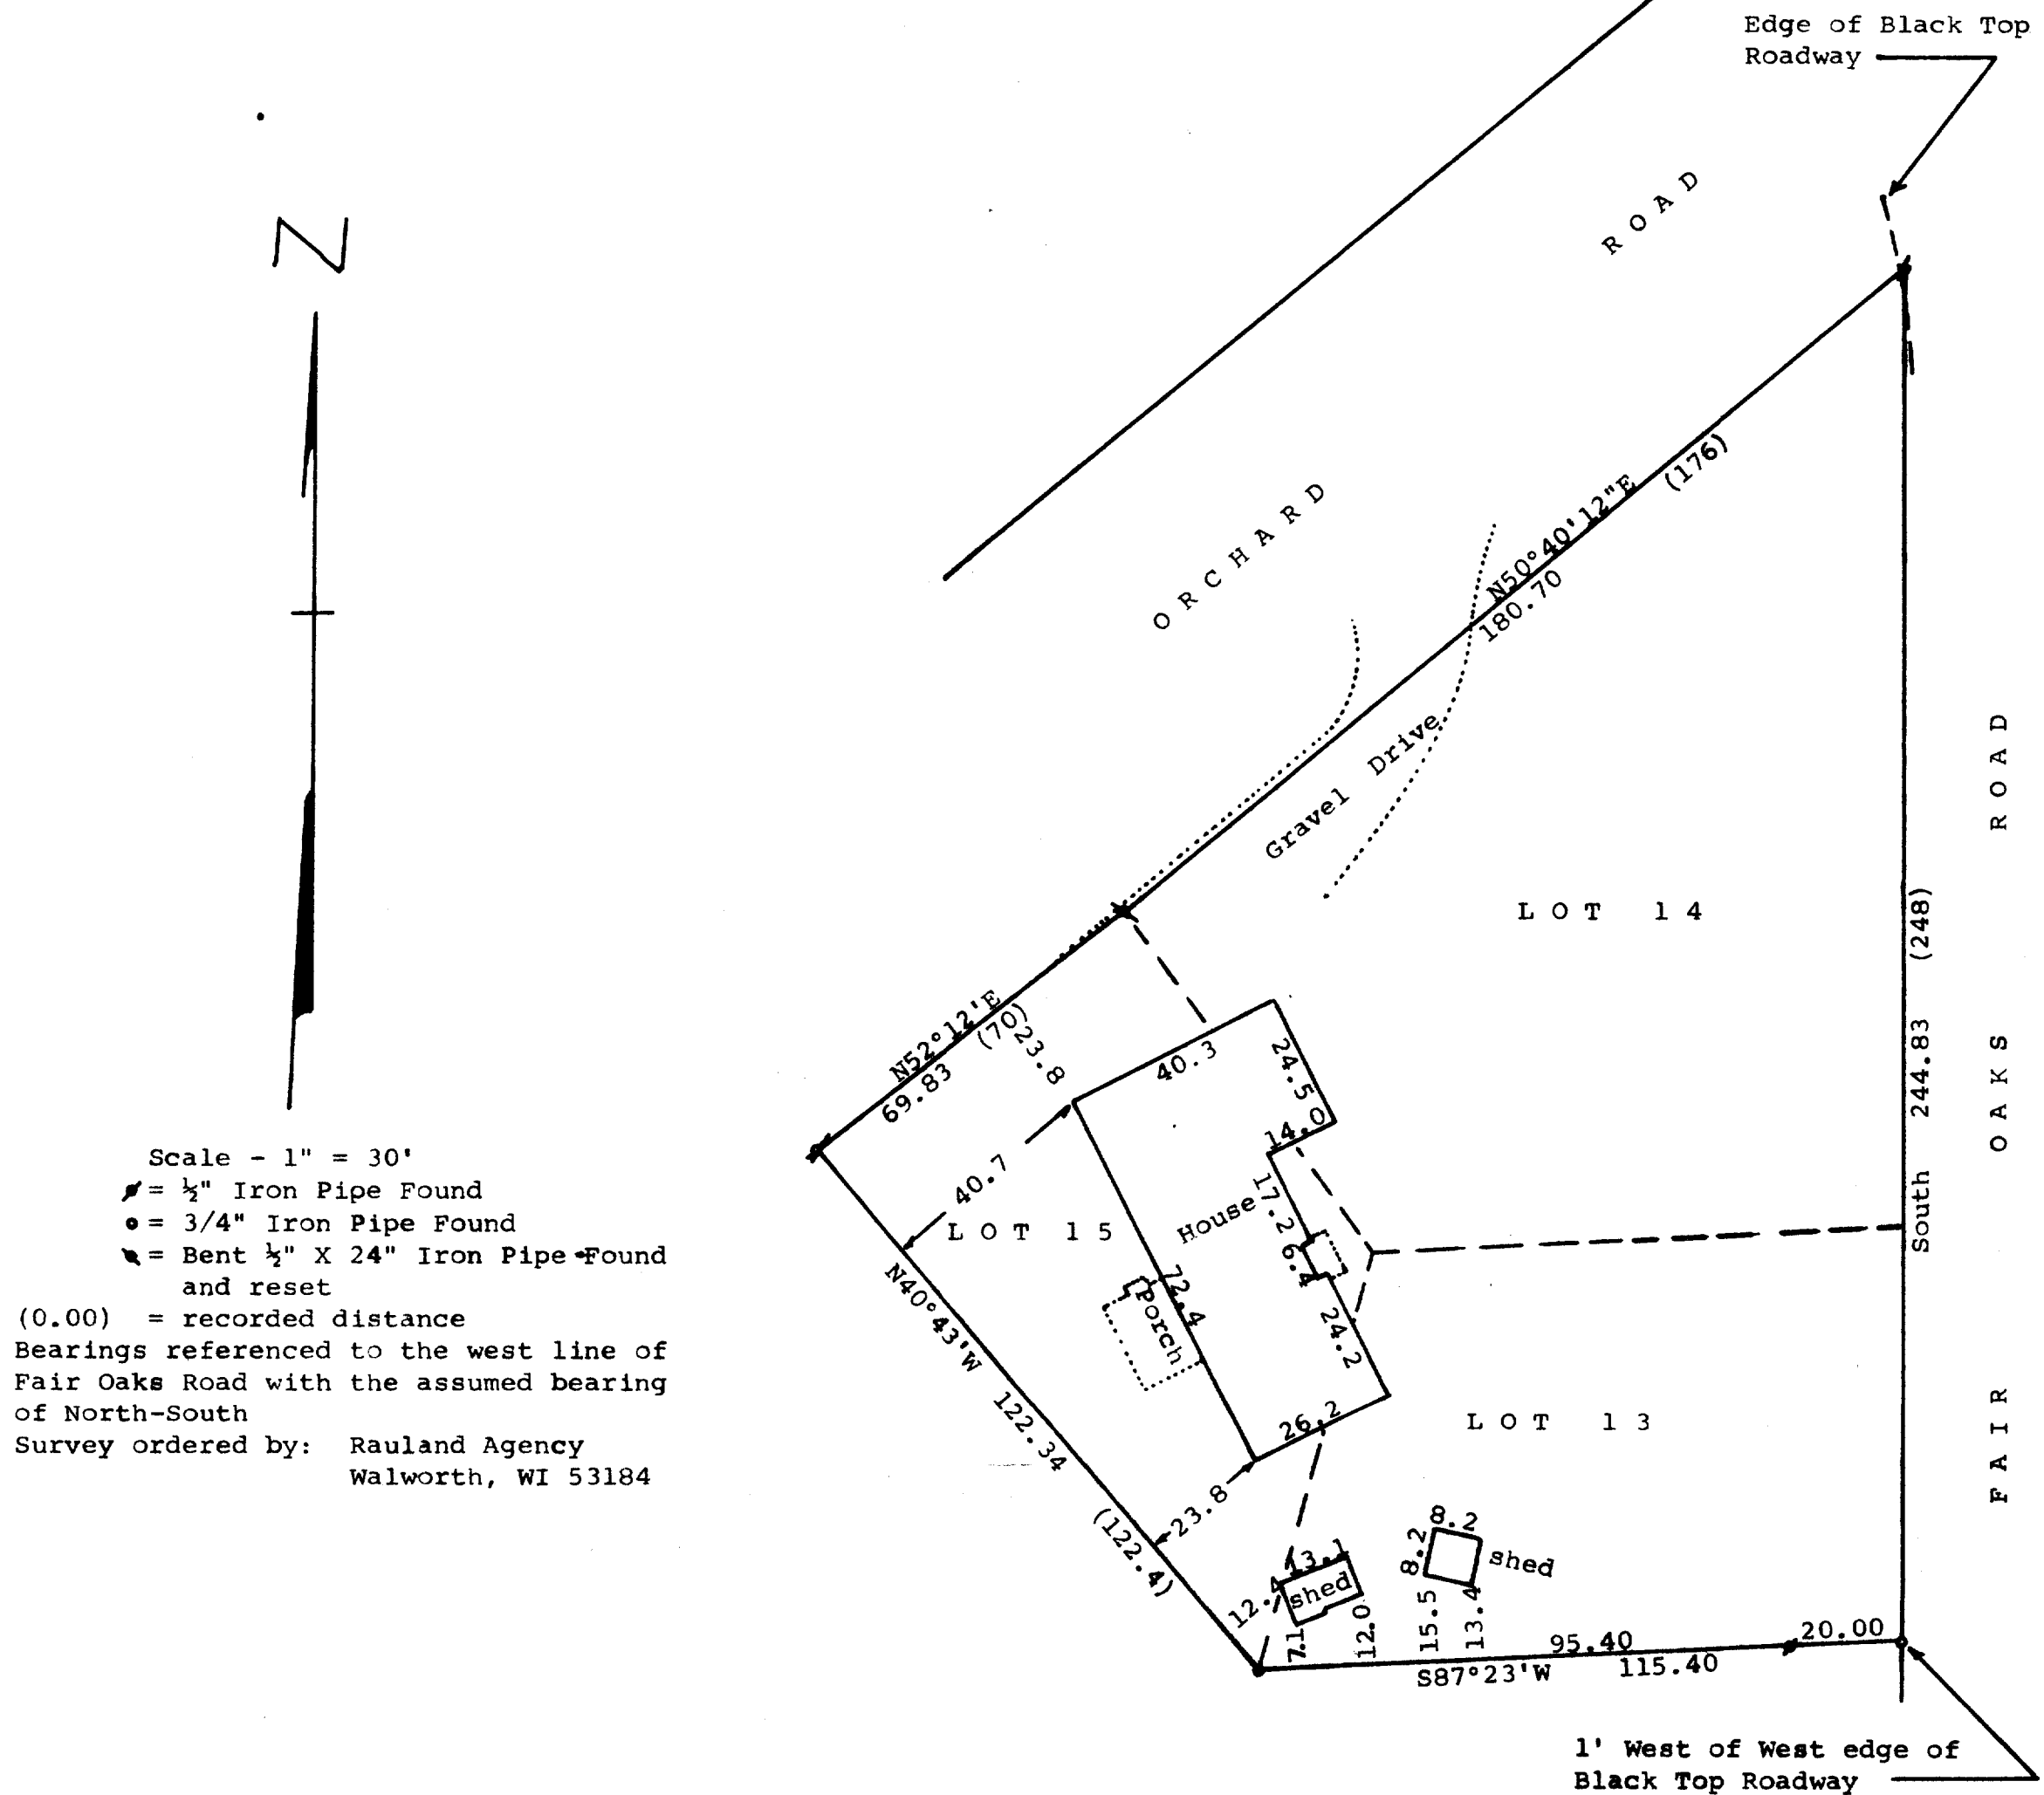 Edge of Black Top
Roadway
N
ROAD
ORCHARD
N50°40'12"E
(176)
180.70
Gravel Drive
LOT 14
ROAD
OAKS
FAIR
(248)
244.83
South
N52°12'E
(70)
69.83
23.8
40.3
24.5
14.0
40.7
LOT 15
House
17.2
6.4
72.4
Porch
24.2
N40°43'W
122.34
(122.4)
26.2
LOT 13
23.8
8.2
8.2
shed
13.1
shed
12.4
7.1
12.0
15.5
13.4
95.40
20.00
S87°23'W
115.40
Scale - 1" = 30'
= ½" Iron Pipe Found
= 3/4" Iron Pipe Found
= Bent ½" X 24" Iron Pipe Found
and reset
(0.00) = recorded distance
Bearings referenced to the west line of
Fair Oaks Road with the assumed bearing
of North-South
Survey ordered by: Rauland Agency
Walworth, WI 53184
1' West of West edge of
Black Top Roadway